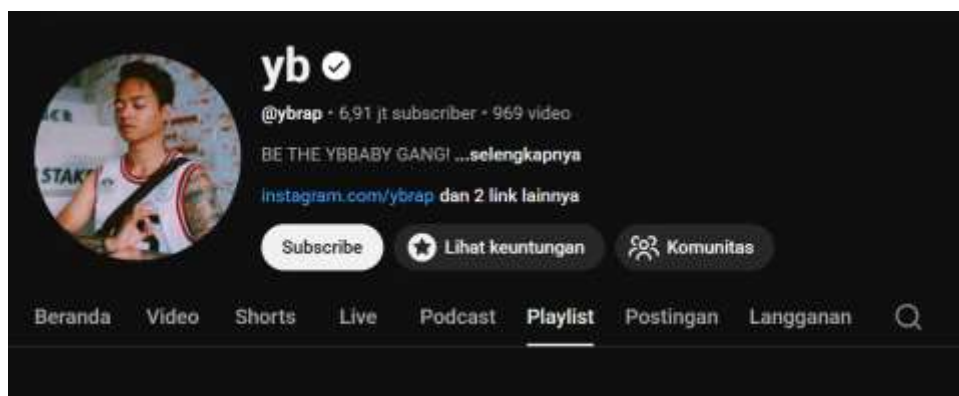 yb
@ybrap • 6,91 jt subscriber • 969 video
BE THE YBBABY GANG! ...selengkapnya
instagram.com/ybrap dan 2 link lainnya
Subscribe Lihat keuntungan Komunitas
Beranda Video Shorts Live Podcast Playlist Postingan Langganan